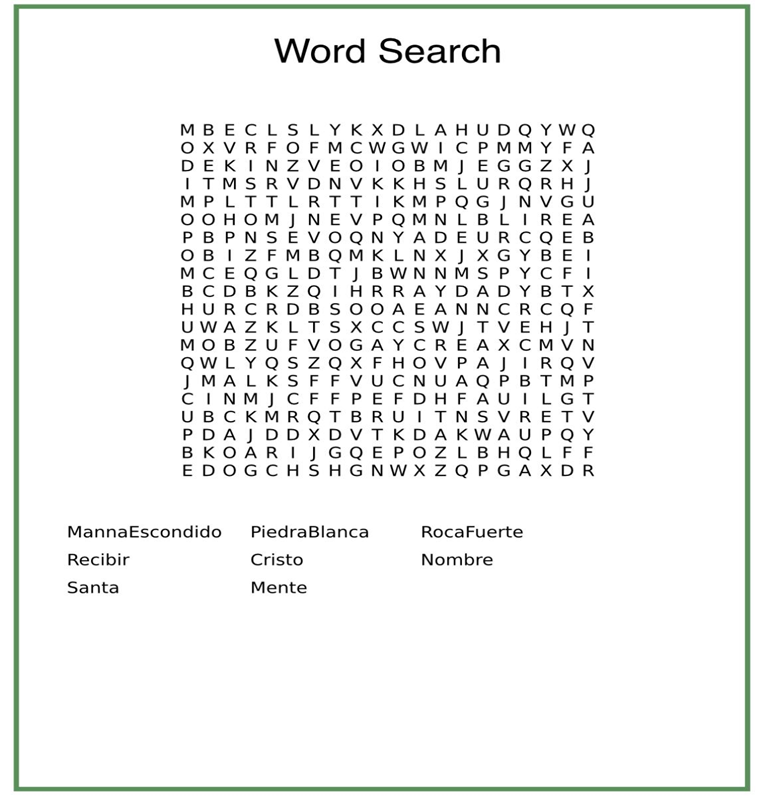 Word Search
M B E C L S L Y K X D L A H U D Q Y W Q
O X V R F O F M C W G W I C P M M Y F A
D E K I N Z V E O I O B M J E G G Z X J
I T M S R V D N V K K H S L U R Q R H J
M P L T T L R T T I K M P Q G J N V G U
O O H O M J N E V P Q M N L B L I R E A
P B P N S E V O Q N Y A D E U R C Q E B
O B I Z F M B Q M K L N X J X G Y B E I
M C E Q G L D T J B W N N M S P Y C F I
B C D B K Z Q I H R R A Y D A D Y B T X
H U R C R D B S O O A E A N N C R C Q F
U W A Z K L T S X C C S W J T V E H J T
M O B Z U F V O G A Y C R E A X C M V N
Q W L Y Q S Z Q X F H O V P A J I R Q V
J M A L K S F F V U C N U A Q P B T M P
C I N M J C F F P E F D H F A U I L G T
U B C K M R Q T B R U I T N S V R E T V
P D A J D D X D V T K D A K W A U P Q Y
B K O A R I J G Q E P O Z L B H Q L F F
E D O G C H S H G N W X Z Q P G A X D R
MannaEscondido PiedraBlanca RocaFuerte
Recibir Cristo Nombre
Santa Mente